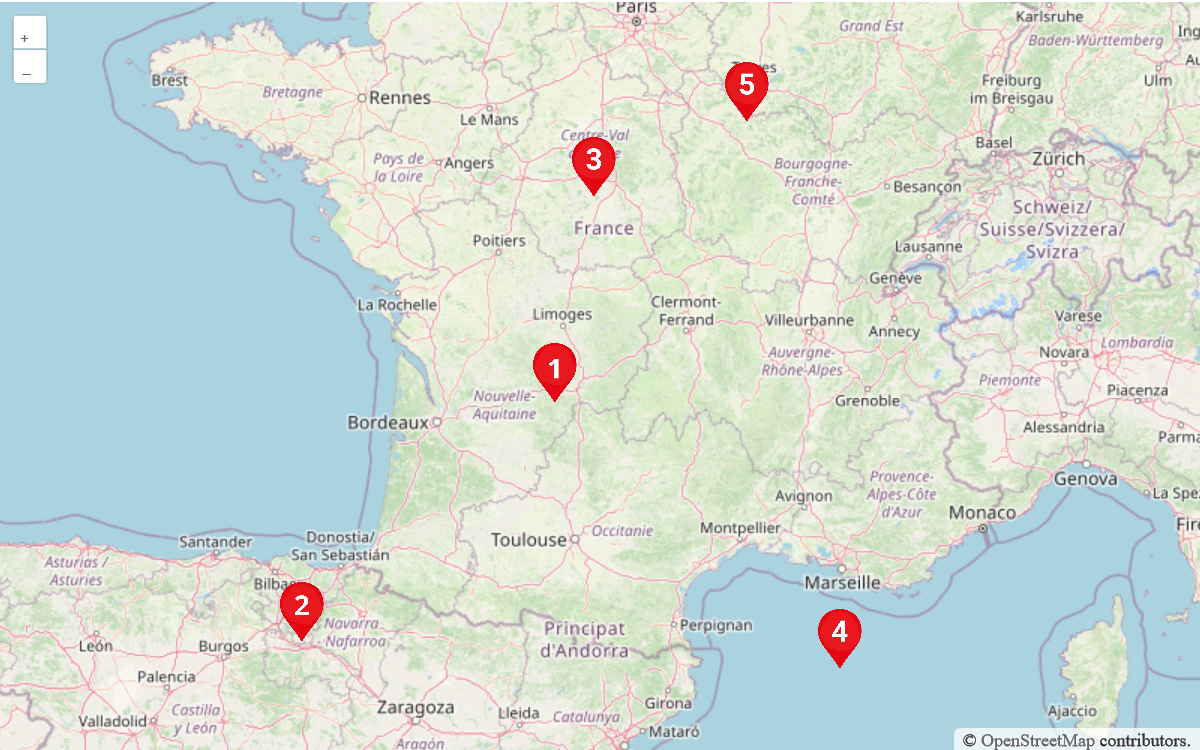 Paris
Karlsruhe
Grand Est
Ing
Baden-Württemberg
+
–
Brest
Bretagne
Rennes
Le Mans
5
Freiburg
im Breisgau
Ulm
Au
Centre-Val
Basel
Zürich
Pays de
la Loire
Angers
3
Bourgogne-
Franche-
Comté
Besançon
Schweiz/
Suisse/Svizzera/
Svizra
France
Poitiers
Lausanne
Genève
La Rochelle
Limoges
Clermont-
Ferrand
Villeurbanne
Annecy
Varese
Lombardia
Novara
1
Auvergne-
Rhône-Alpes
Piemonte
Piacenza
Nouvelle-
Aquitaine
Grenoble
Bordeaux
Alessandria
Parma
Genova
Provence-
Alpes-Côte
d'Azur
Avignon
La Spe
Monaco
Fire
Toulouse
Occitanie
Montpellier
Marseille
Santander
Donostia/
San Sebastián
Asturias /
Asturies
Bilba
2
Navarra
Nafarroa
4
Principat
d'Andorra
Perpignan
León
Burgos
Palencia
Girona
Zaragoza
Lleida
Catalunya
Castilla
y León
Valladolid
Mataró
Aragón
Ajaccio
© OpenStreetMap contributors.